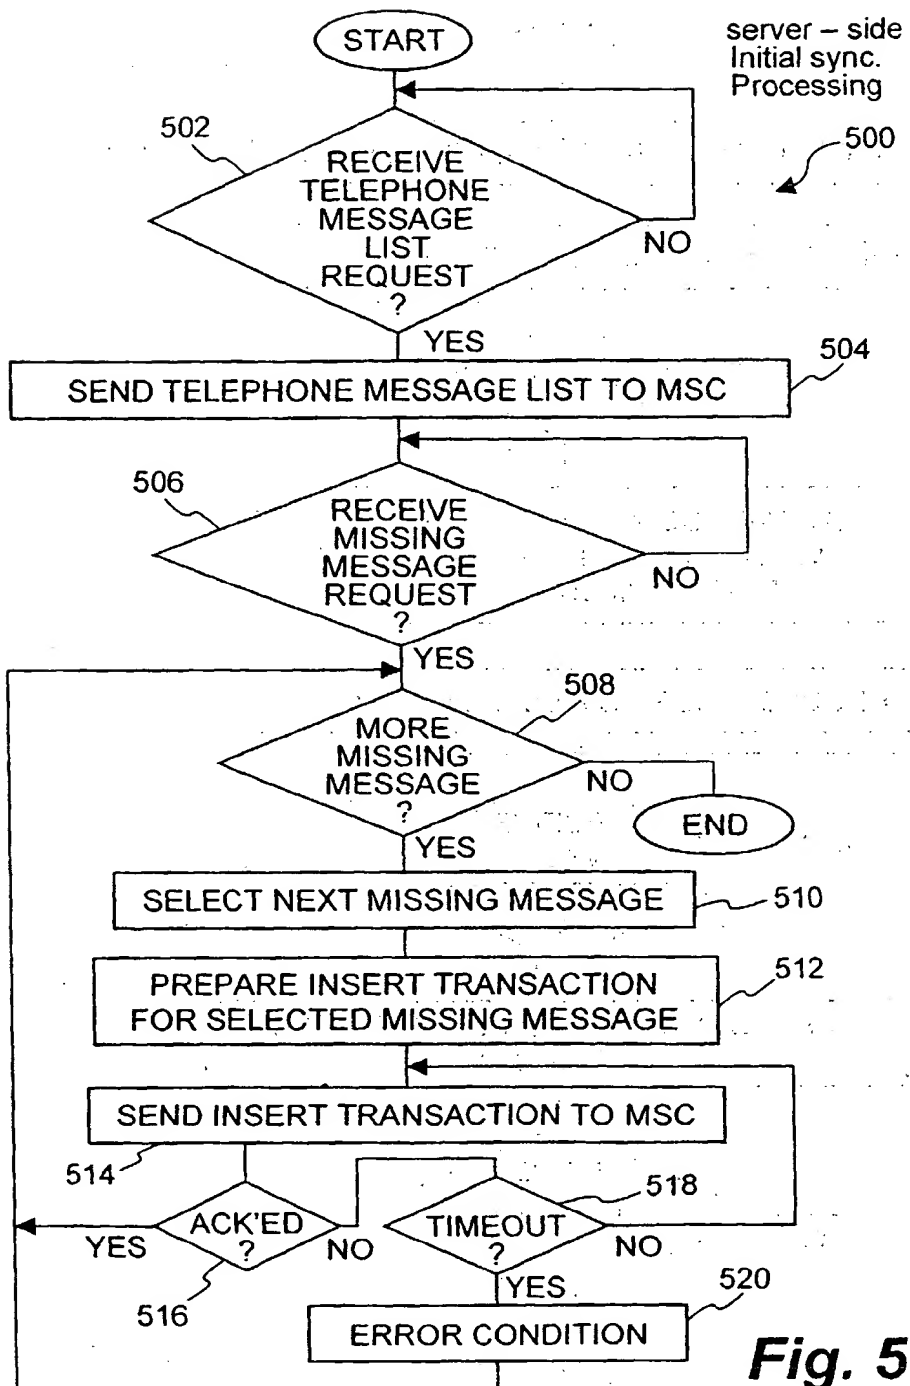 START
server – side
Initial sync.
Processing
500
502
RECEIVE
TELEPHONE
MESSAGE
LIST
REQUEST
?
NO
YES
504
SEND TELEPHONE MESSAGE LIST TO MSC
506
RECEIVE
MISSING
MESSAGE
REQUEST
?
NO
YES
508
MORE
MISSING
MESSAGE
?
NO
END
YES
SELECT NEXT MISSING MESSAGE
510
512
PREPARE INSERT TRANSACTION
FOR SELECTED MISSING MESSAGE
SEND INSERT TRANSACTION TO MSC
514
518
ACK'ED
?
YES
NO
516
TIMEOUT
?
NO
YES
520
ERROR CONDITION
Fig. 5